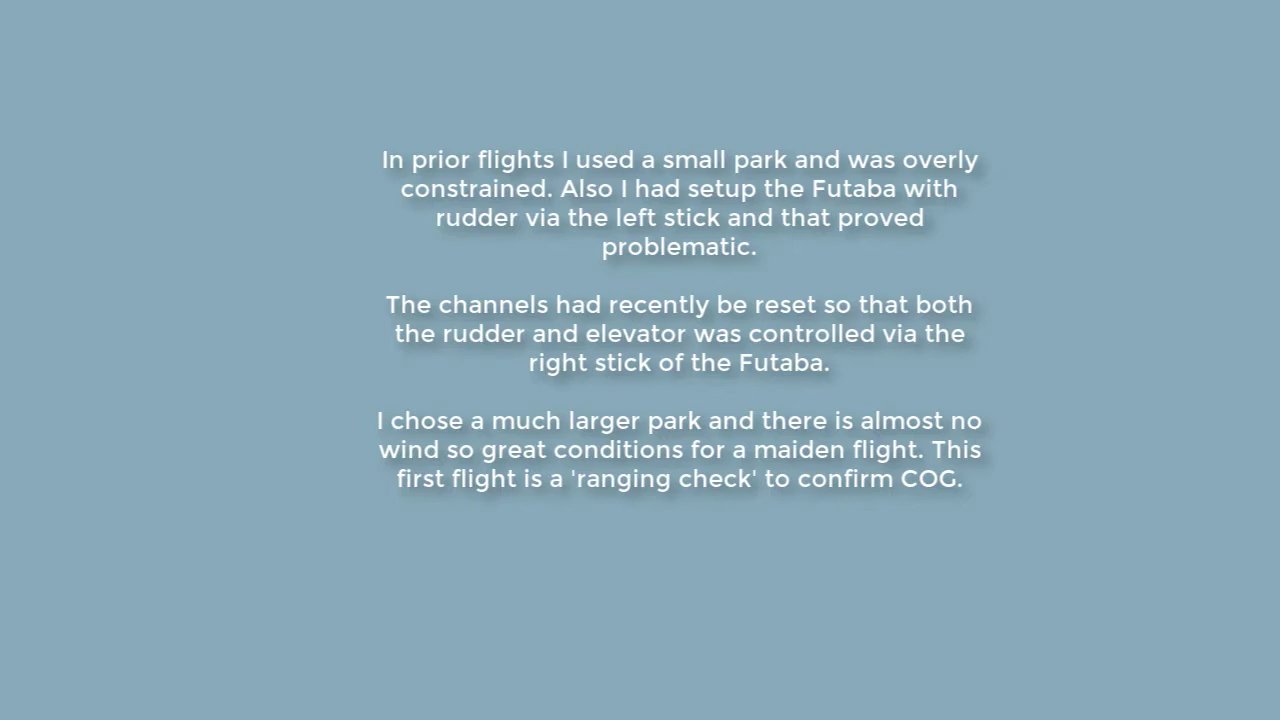 In prior flights I used a small park and was overly
constrained. Also I had setup the Futaba with
rudder via the left stick and that proved
problematic.
The channels had recently be reset so that both
the rudder and elevator was controlled via the
right stick of the Futaba.
I chose a much larger park and there is almost no
wind so great conditions for a maiden flight. This
first flight is a 'ranging check' to confirm COG.